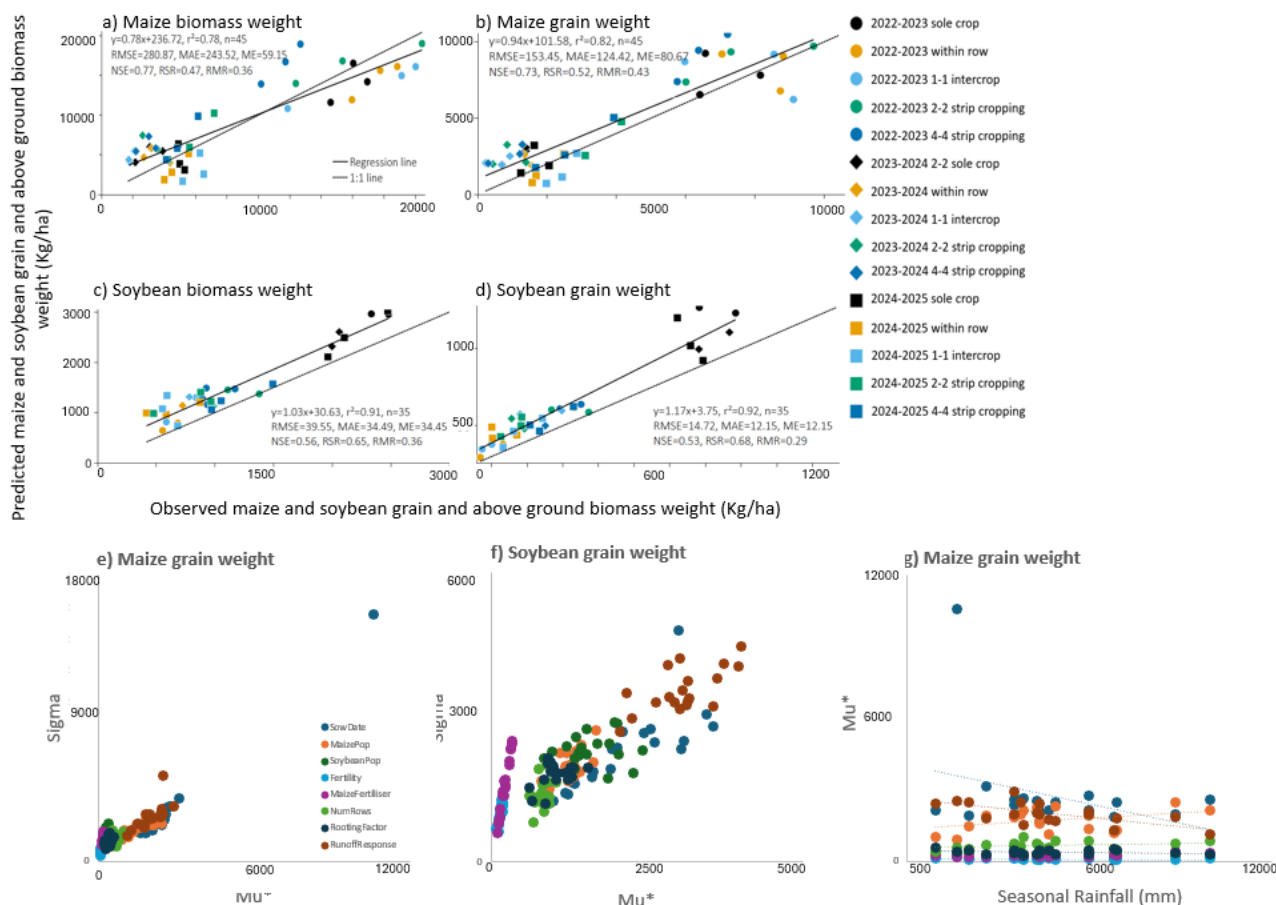 a) Maize biomass weight
y=0.78x+236.72, r²=0.78, n=45
RMSE=280.87, MAE=243.52, ME=59.15
NSE=0.77, RSR=0.47, RMR=0.36
20000
10000
0
0
10000
20000
Regression line
1:1 line
b) Maize grain weight
y=0.94x+101.58, r²=0.82, n=45
RMSE=153.45, MAE=124.42, ME=80.67
NSE=0.73, RSR=0.52, RMR=0.43
10000
5000
0
0
5000
10000
c) Soybean biomass weight
3000
2000
1000
0
0
1500
3000
y=1.03x+30.63, r²=0.91, n=35
RMSE=39.55, MAE=34.49, ME=34.45
NSE=0.56, RSR=0.65, RMR=0.36
d) Soybean grain weight
1000
500
0
0
600
1200
y=1.17x+3.75, r²=0.92, n=35
RMSE=14.72, MAE=12.15, ME=12.15
NSE=0.53, RSR=0.68, RMR=0.29
Predicted maize and soybean grain and above ground biomass
weight (Kg/ha)
Observed maize and soybean grain and above ground biomass weight (Kg/ha)
2022-2023 sole crop
2022-2023 within row
2022-2023 1-1 intercrop
2022-2023 2-2 strip cropping
2022-2023 4-4 strip cropping
2023-2024 2-2 sole crop
2023-2024 within row
2023-2024 1-1 intercrop
2023-2024 2-2 strip cropping
2023-2024 4-4 strip cropping
2024-2025 sole crop
2024-2025 within row
2024-2025 1-1 intercrop
2024-2025 2-2 strip cropping
2024-2025 4-4 strip cropping
e) Maize grain weight
18000
9000
0
0
6000
12000
Sigma
Mu*
SowDate
MaizePop
SoybeanPop
Fertility
MaizeFertiliser
NumRows
RootingFactor
RunoffResponse
f) Soybean grain weight
6000
3000
0
0
2500
5000
Sigma
Mu*
g) Maize grain weight
12000
6000
0
500
6000
12000
Mu*
Seasonal Rainfall (mm)